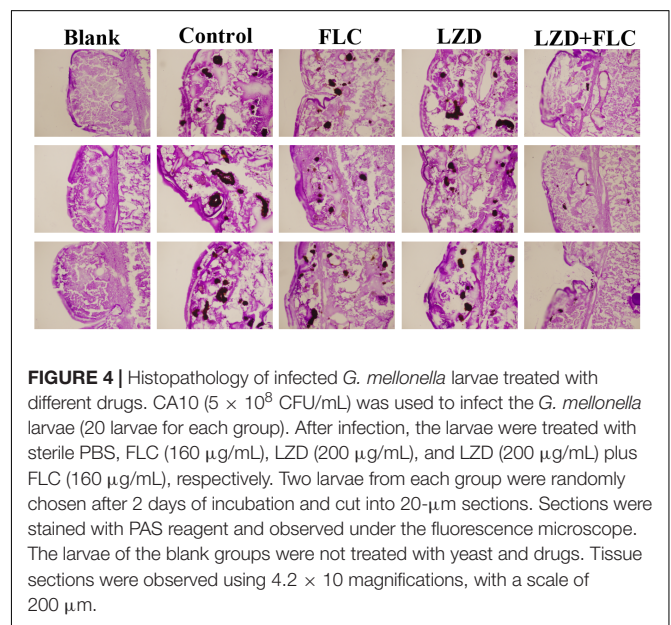 Blank Control FLC LZD LZD+FLC
FIGURE 4 | Histopathology of infected G. mellonella larvae treated with
different drugs. CA10 (5 × 10⁸ CFU/mL) was used to infect the G. mellonella
larvae (20 larvae for each group). After infection, the larvae were treated with
sterile PBS, FLC (160 μg/mL), LZD (200 μg/mL), and LZD (200 μg/mL) plus
FLC (160 μg/mL), respectively. Two larvae from each group were randomly
chosen after 2 days of incubation and cut into 20-μm sections. Sections were
stained with PAS reagent and observed under the fluorescence microscope.
The larvae of the blank groups were not treated with yeast and drugs. Tissue
sections were observed using 4.2 × 10 magnifications, with a scale of
200 μm.